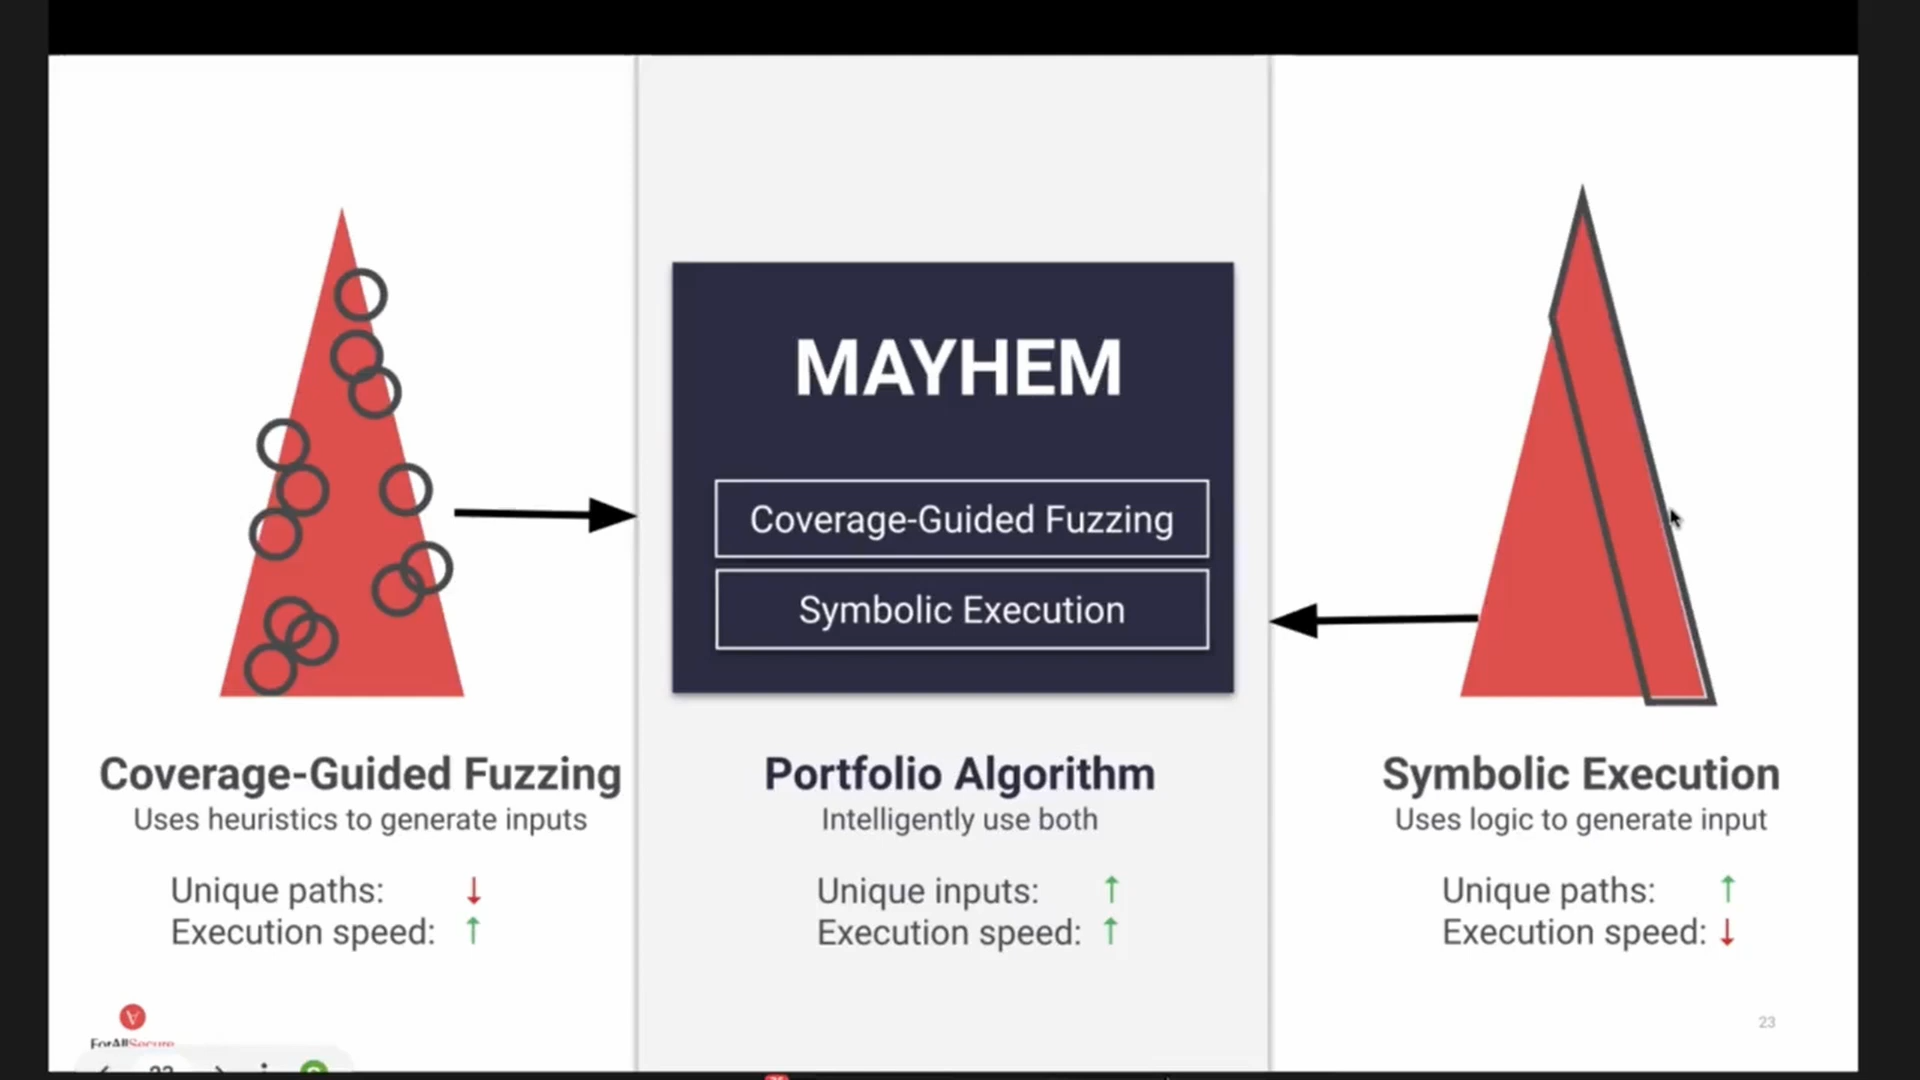 MAYHEM
Coverage-Guided Fuzzing
Symbolic Execution
Coverage-Guided Fuzzing
Uses heuristics to generate inputs
Unique paths: ↓
Execution speed: ↑
Portfolio Algorithm
Intelligently use both
Unique inputs: ↑
Execution speed: ↑
Symbolic Execution
Uses logic to generate input
Unique paths: ↑
Execution speed: ↓
ForAllSecure
23
23